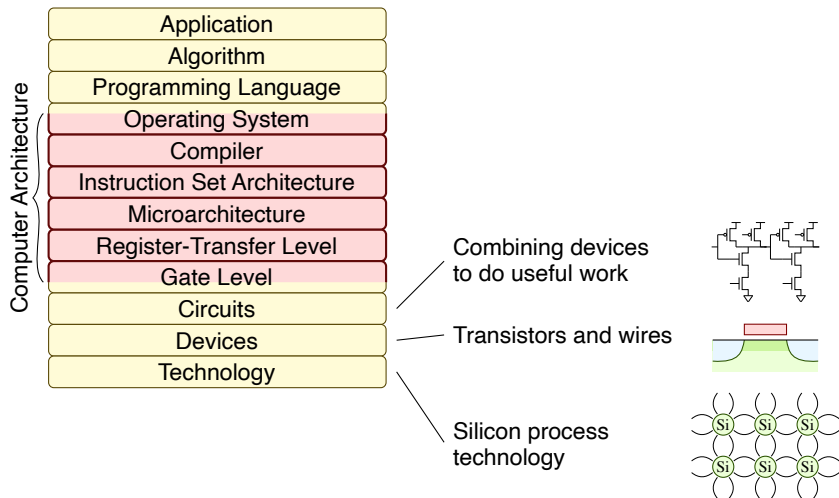 Application
Algorithm
Programming Language
Operating System
Compiler
Instruction Set Architecture
Microarchitecture
Register-Transfer Level
Gate Level
Circuits
Devices
Technology
Computer Architecture
Combining devices
to do useful work
Transistors and wires
Silicon process
technology
Si Si Si
Si Si Si